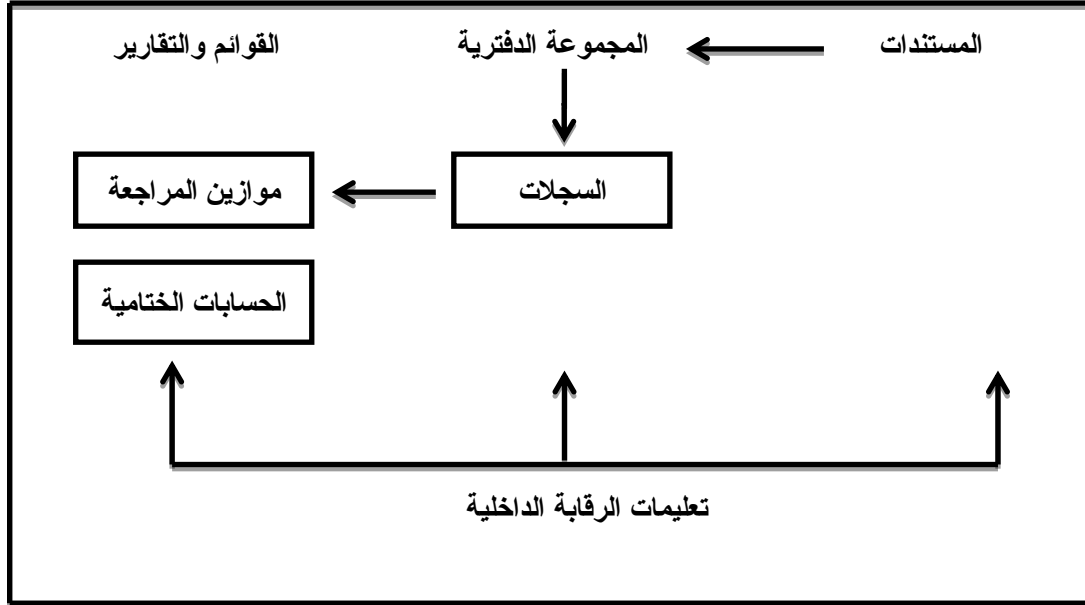 المستندات
المجموعة الدفترية
القوائم والتقارير
السجلات
موازين المراجعة
الحسابات الختامية
تعليمات الرقابة الداخلية